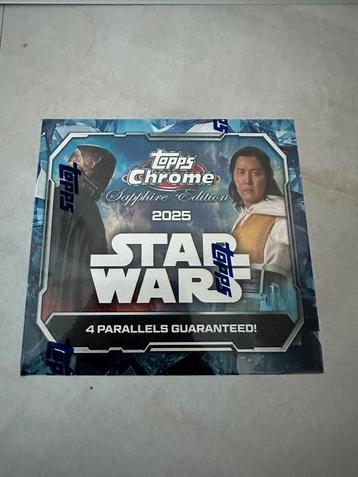 Topps
Chrome
Sapphire Edition
2025
STAR
WARS
4 PARALLELS GUARANTEED!
Topps
Topps